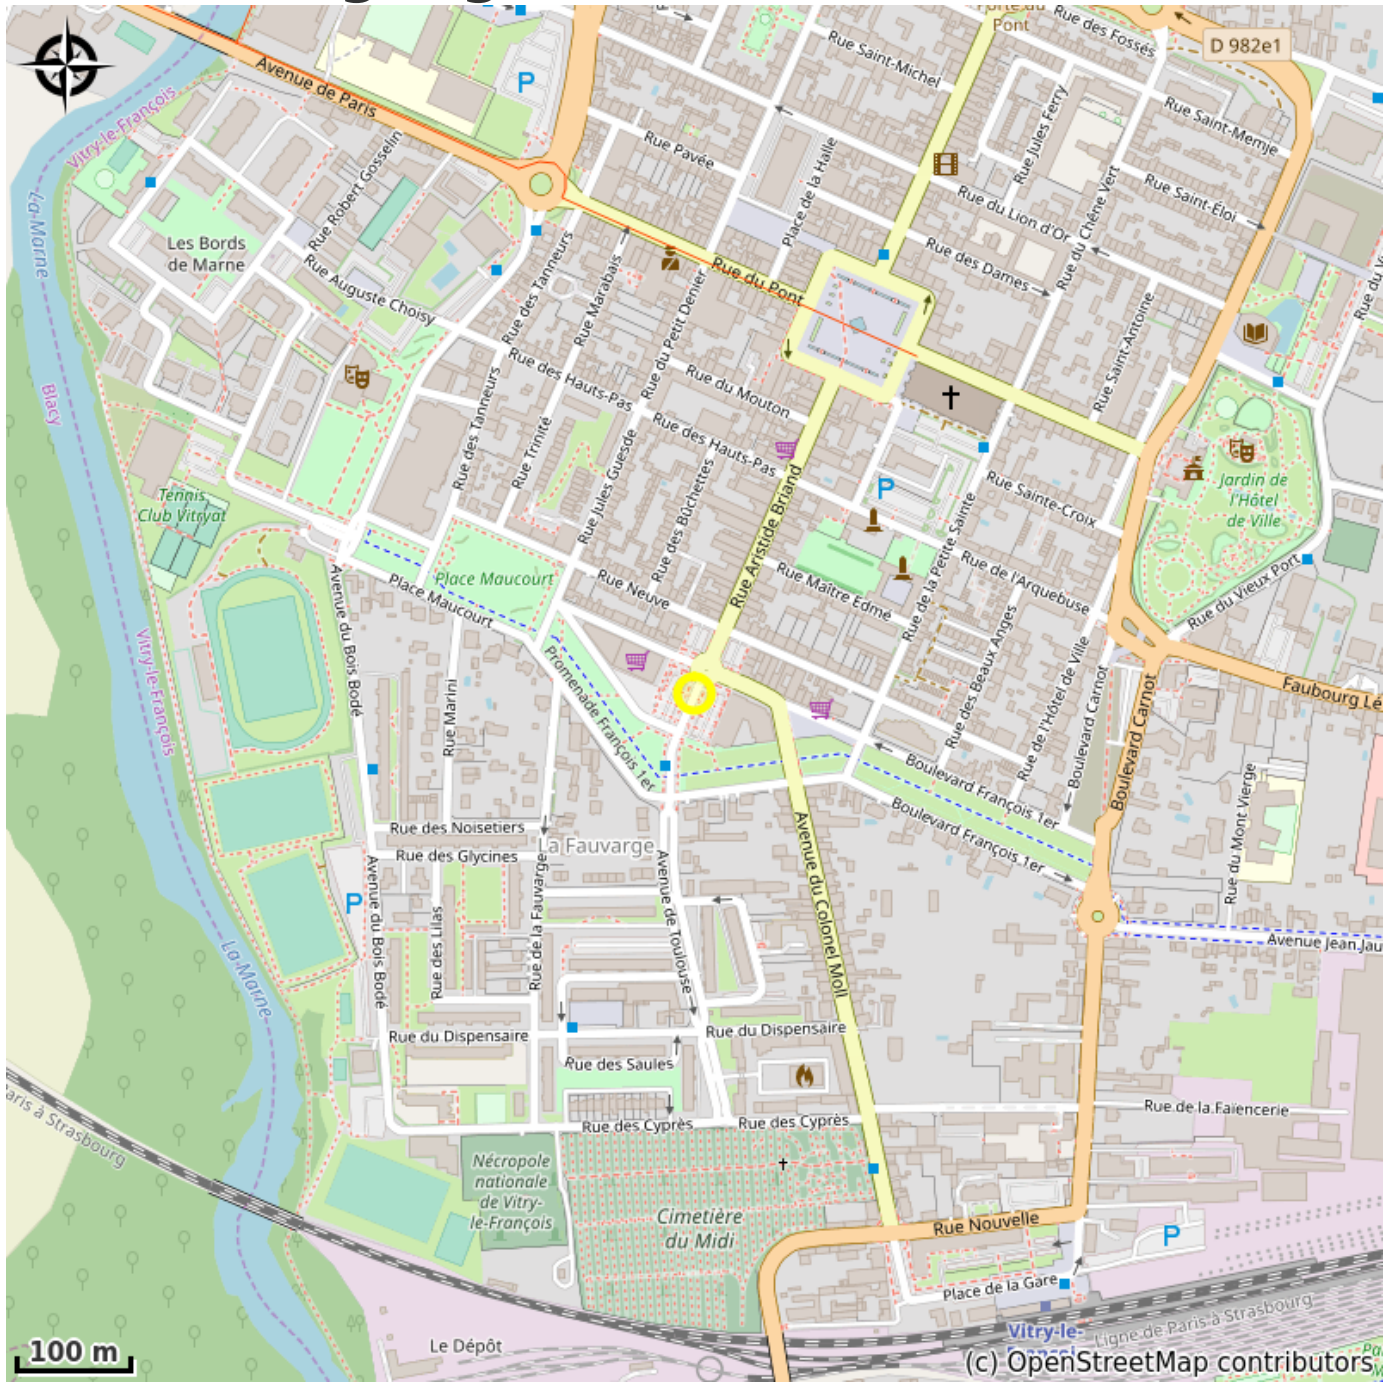 Porte du
Pont
Rue des Fossés
D 982e1
Rue Saint-Michel
Avenue de Paris
P
Rue Saint-Memje
Rue Jules Ferry
Vitry-le-François
Rue Pavée
Rue Robert Gosselin
Place de la Halle
Rue du Chêne Vert
Rue Saint-Éloi
Rue du Lion d'Or
La Marne
Les Bords
de Marne
Rue des Dames
Rue Auguste Choisy
Rue des Tanneurs
Rue Marabais
Rue du Pont
Rue du Petit Denier
Rue Saint-Antoine
Blacy
Rue des Hauts-Pas
Rue du Mouton
Rue des Tanneurs
Rue Trinité
Rue des Hauts-Pas
Rue Jules Guesde
Rue des Bûchettes
Rue Aristide Briand
P
Rue Sainte-Croix
Jardin de
l'Hôtel
de Ville
Tennis
Club Vitryat
Place Maucourt
Place Maucourt
Rue Neuve
Rue Maître Edmé
Rue de la Petite Sainte
Rue de l'Arquebuse
Rue du Vieux Port
Avenue du Bois Bodé
Vitry-le-François
Rue Marini
Promenade François 1er
Rue des Beaux Anges
Rue de l'Hôtel de Ville
Boulevard Carnot
Boulevard Carnot
Faubourg Lé
Boulevard François 1er
Boulevard François 1er
Rue du Mont Vierge
Rue des Noisetiers
Rue des Glycines
La Fauvarge
Avenue du Colonel Moll
P
Avenue du Bois Bodé
Rue des Lilas
Rue de la Fauvarge
Avenue de Toulouse
Avenue Jean Jau
La Marne
Rue du Dispensaire
Rue du Dispensaire
Rue des Saules
Rue des Cyprès
Rue des Cyprès
Rue de la Faïencerie
Paris à Strasbourg
Nécropole
nationale
de Vitry-
le-François
Cimetière
du Midi
Rue Nouvelle
P
Place de la Gare
Le Dépôt
Vitry-le-
Ligne de Paris à Strasbourg
100 m
(c) OpenStreetMap contributors